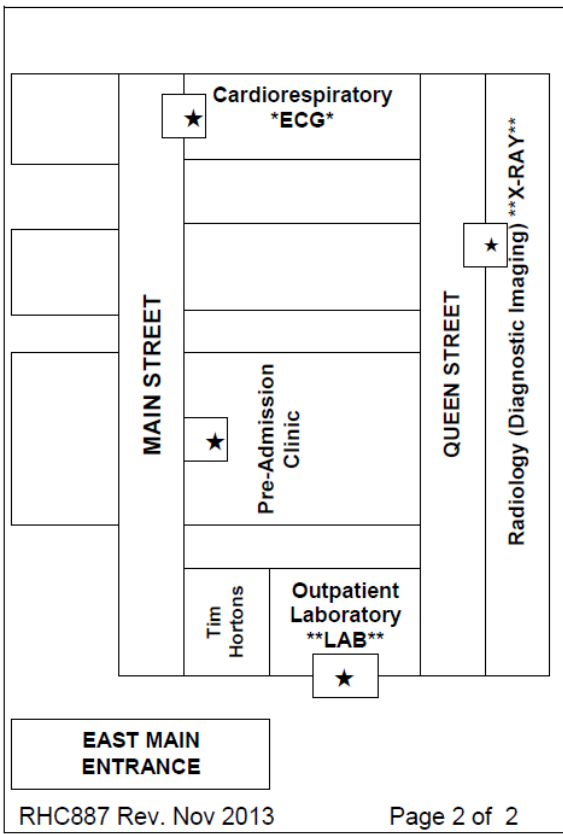 Cardiorespiratory
*ECG*
MAIN STREET
QUEEN STREET
Radiology (Diagnostic Imaging) **X-RAY**
Pre-Admission
Clinic
Tim
Hortons
Outpatient
Laboratory
**LAB**
EAST MAIN
ENTRANCE
RHC887 Rev. Nov 2013 Page 2 of 2